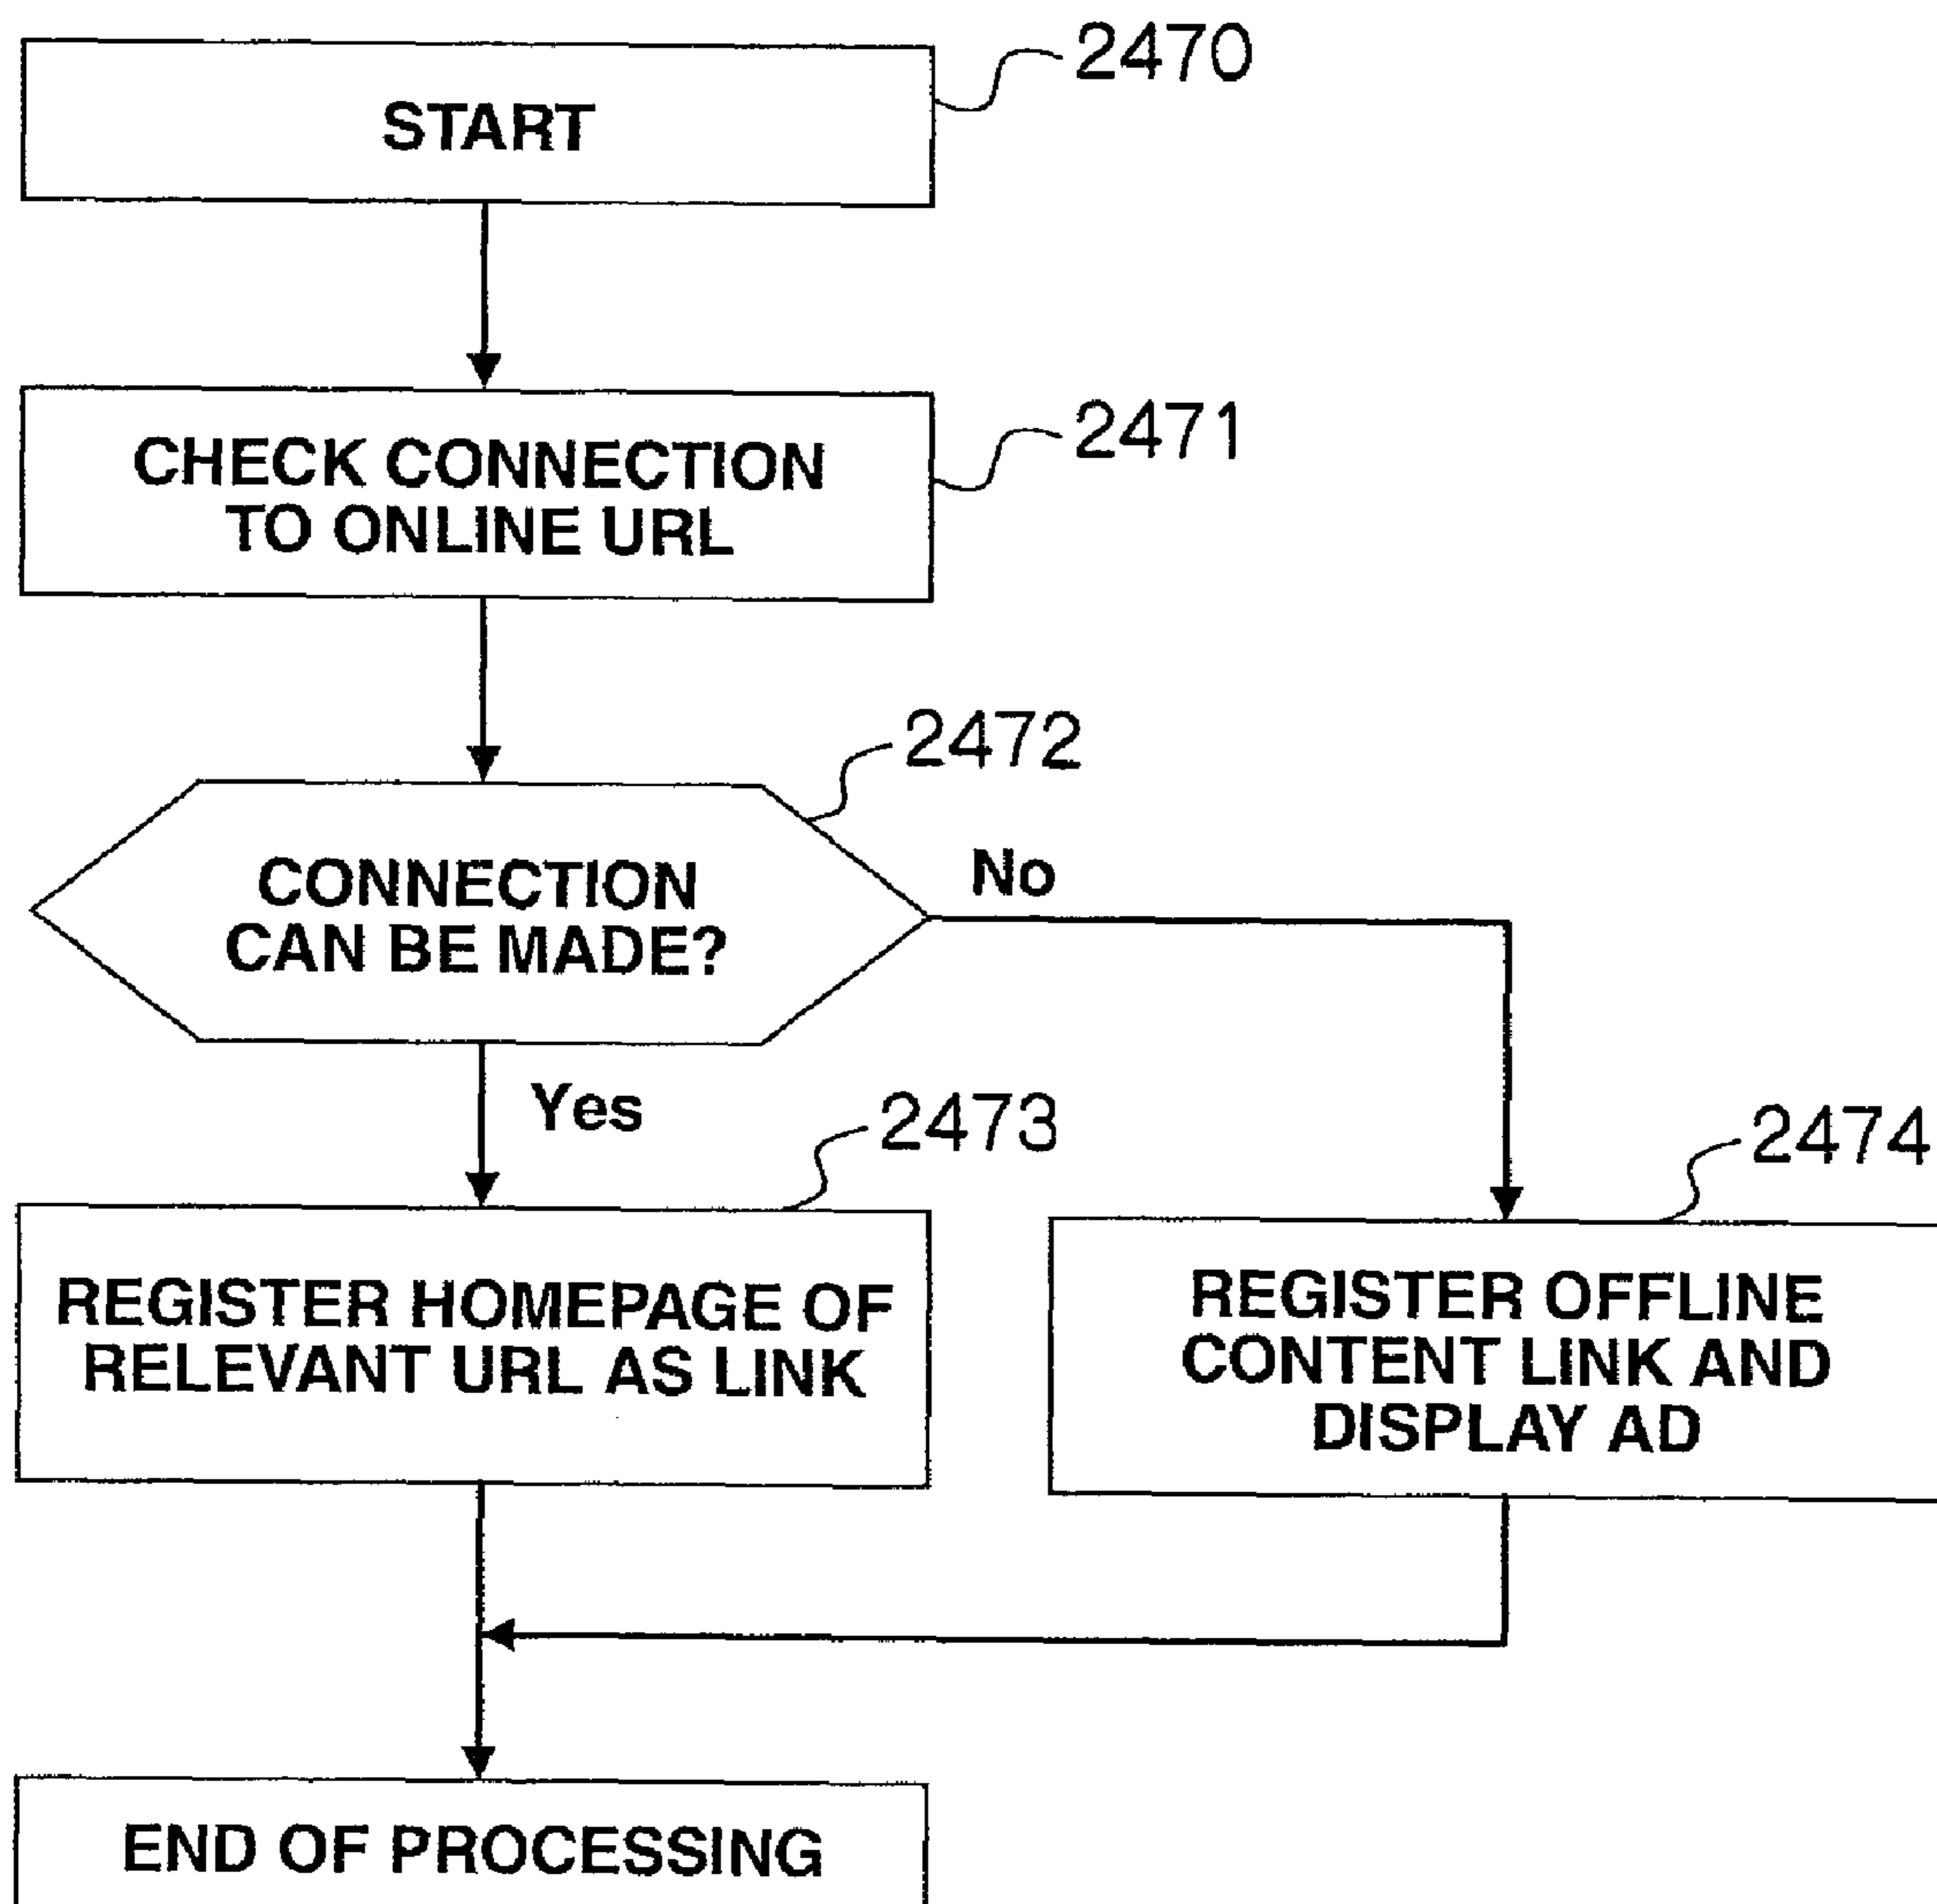 2470
START
2471
CHECK CONNECTION
TO ONLINE URL
2472
CONNECTION
CAN BE MADE?
No
Yes
2473
2474
REGISTER HOMEPAGE OF
RELEVANT URL AS LINK
REGISTER OFFLINE
CONTENT LINK AND
DISPLAY AD
END OF PROCESSING